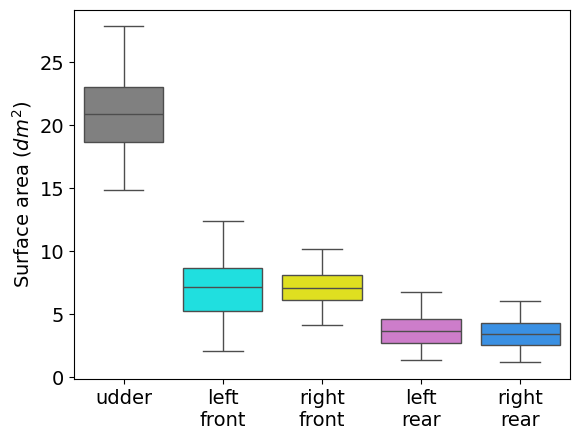 Surface area (dm²)
25
20
15
10
5
0
udder
left
front
right
front
left
rear
right
rear